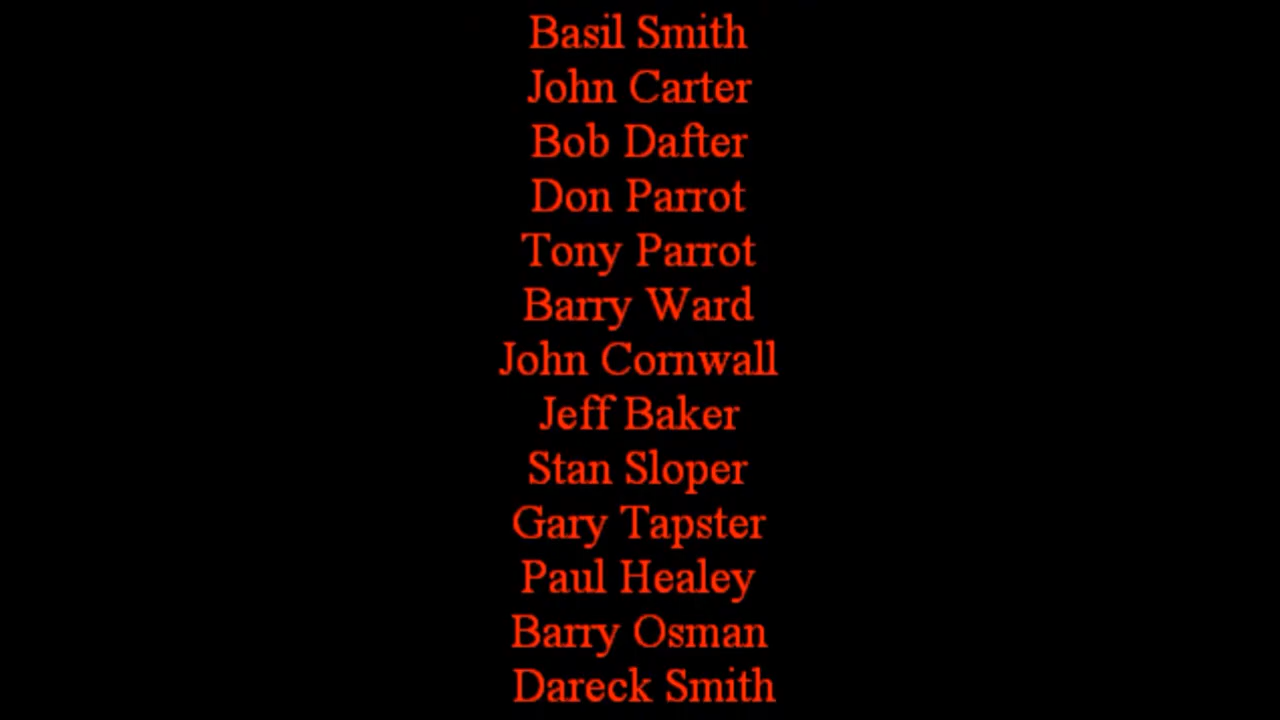 Basil Smith
John Carter
Bob Dafter
Don Parrot
Tony Parrot
Barry Ward
John Cornwall
Jeff Baker
Stan Sloper
Gary Tapster
Paul Healey
Barry Osman
Dareck Smith